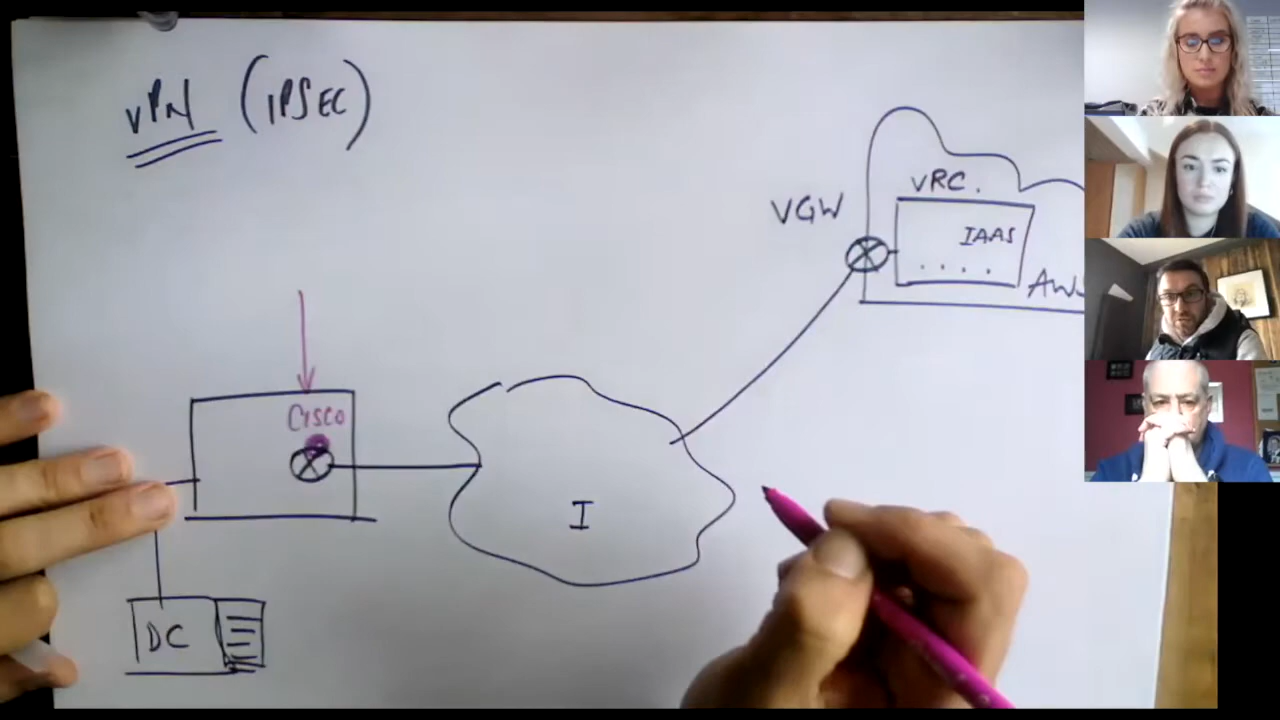 VPN (IPSEC)
VGW
VRC.
IAAS
AWS
CISCO
I
DC